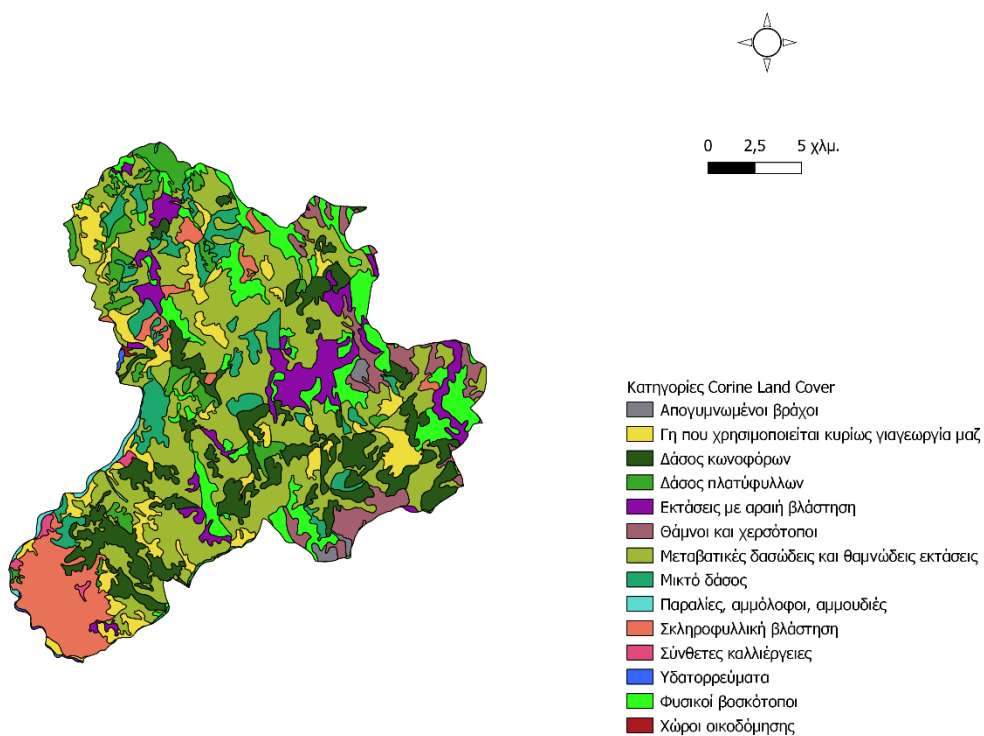 0 2,5 5 χλμ.
Κατηγορίες Corine Land Cover
Απογυμνωμένοι βράχοι
Γη που χρησιμοποιείται κυρίως γιαγεωργία μαζ
Δάσος κωνοφόρων
Δάσος πλατύφυλλων
Εκτάσεις με αραιή βλάστηση
Θάμνοι και χερσότοποι
Μεταβατικές δασώδεις και θαμνώδεις εκτάσεις
Μικτό δάσος
Παραλίες, αμμόλοφοι, αμμουδιές
Σκληροφυλλική βλάστηση
Σύνθετες καλλιέργειες
Υδατορρεύματα
Φυσικοί βοσκότοποι
Χώροι οικοδόμησης